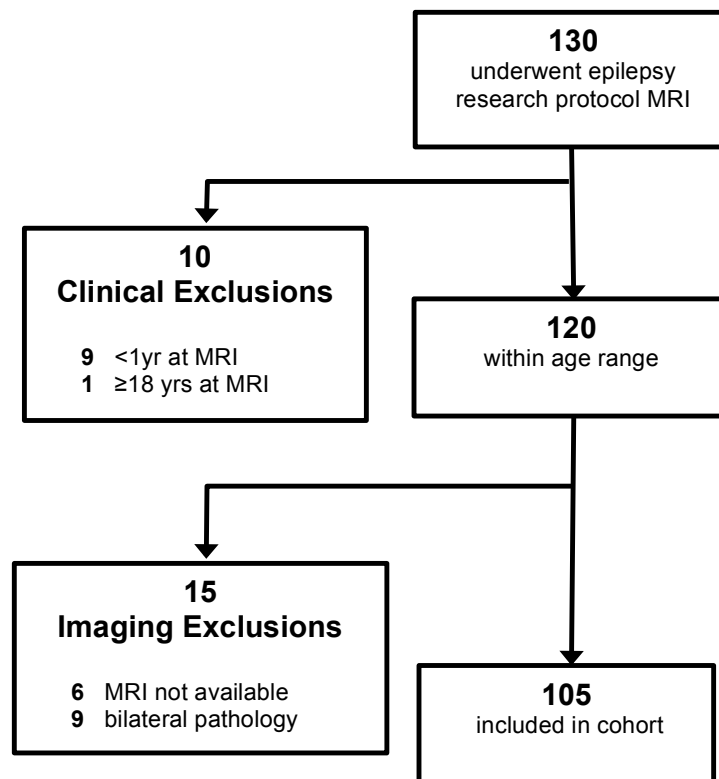 130
underwent epilepsy
research protocol MRI
10
Clinical Exclusions
9 <1yr at MRI
1 ≥18 yrs at MRI
120
within age range
15
Imaging Exclusions
6 MRI not available
9 bilateral pathology
105
included in cohort